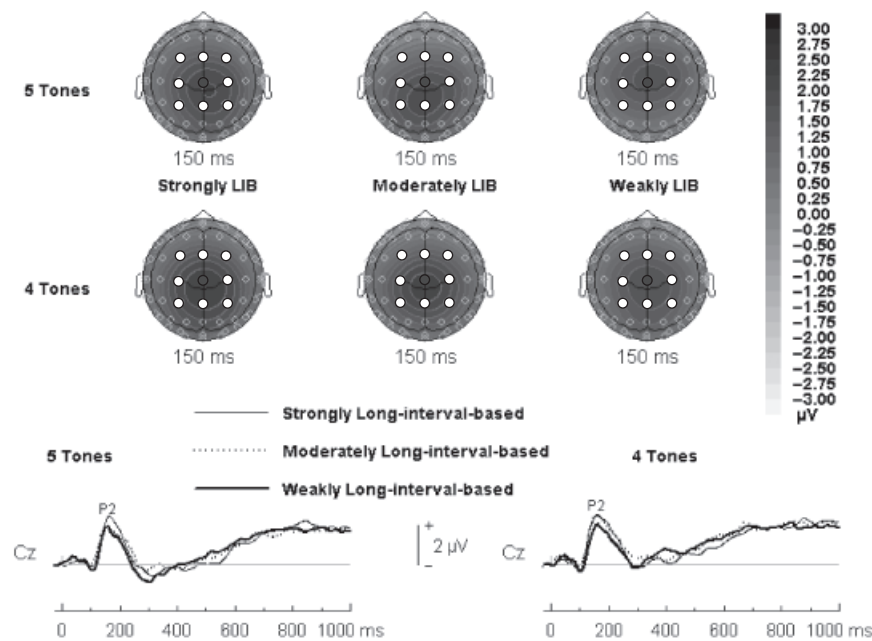 5 Tones
150 ms 150 ms 150 ms
Strongly LIB Moderately LIB Weakly LIB
4 Tones
150 ms 150 ms 150 ms
3.00
2.75
2.50
2.25
2.00
1.75
1.50
1.25
1.00
0.75
0.50
0.25
0.00
−0.25
−0.50
−0.75
−1.00
−1.25
−1.50
−1.75
−2.00
−2.25
−2.50
−2.75
−3.00
μV
Strongly Long-interval-based
Moderately Long-interval-based
Weakly Long-interval-based
5 Tones
P2
Cz
+
2 μV
−
0 200 400 600 800 1000 ms
4 Tones
P2
Cz
0 200 400 600 800 1000 ms